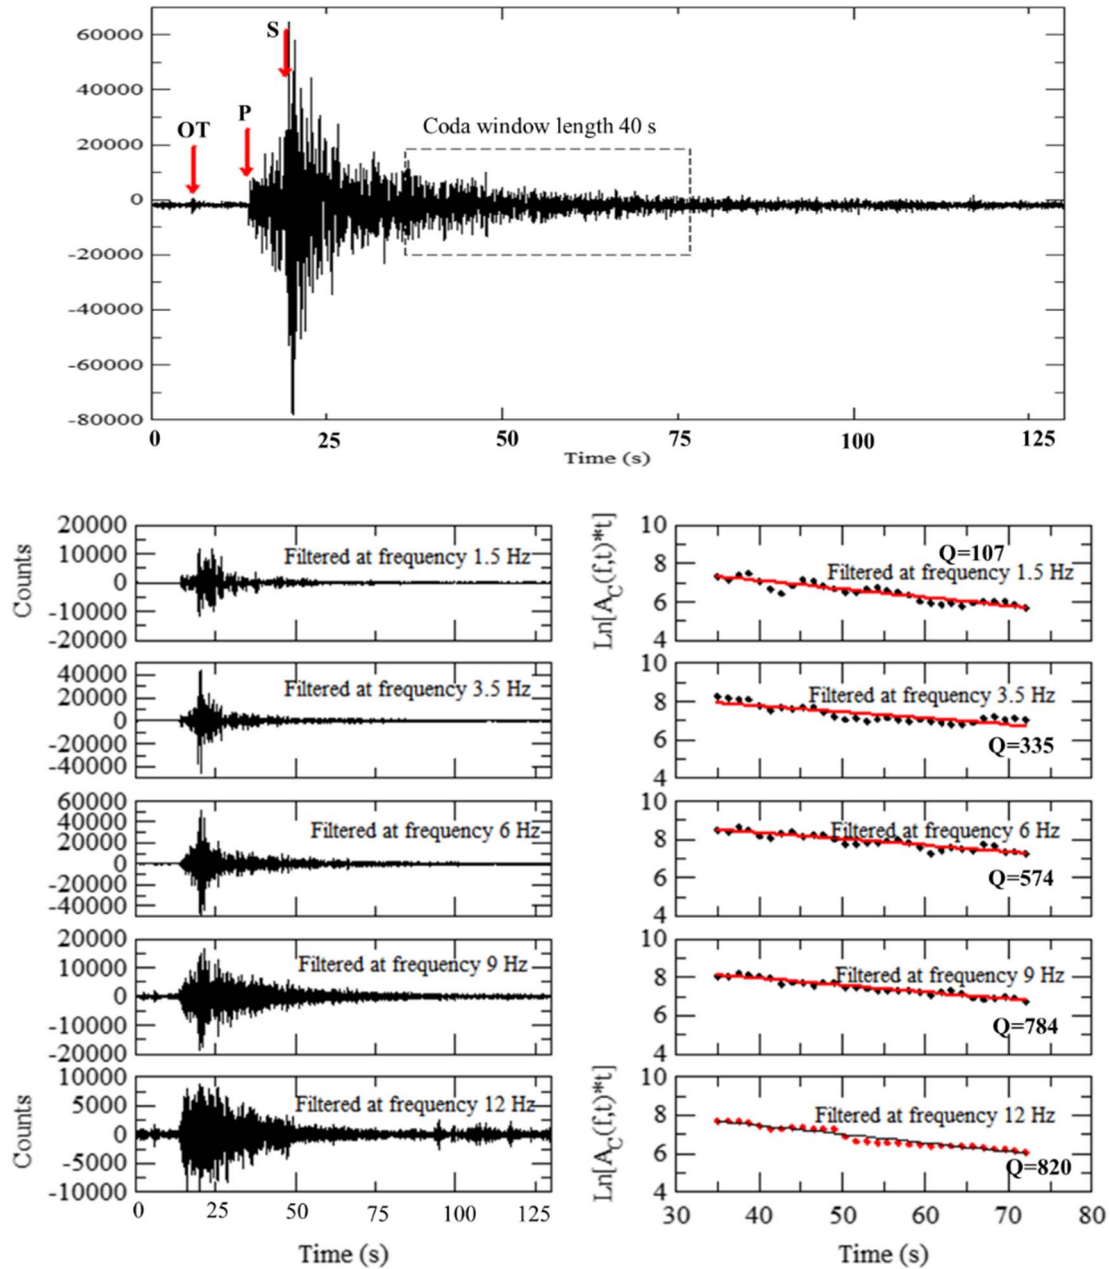 60000
40000
20000
0
-20000
-40000
-60000
-80000
S
P
OT
Coda window length 40 s
0 25 50 75 100 125
Time (s)
Counts
20000
10000
0
-10000
-20000
Filtered at frequency 1.5 Hz
Ln[A_C(f,t)*t]
10
8
6
4
Q=107
Filtered at frequency 1.5 Hz
40000
20000
0
-20000
-40000
Filtered at frequency 3.5 Hz
10
8
6
4
Filtered at frequency 3.5 Hz
Q=335
60000
40000
20000
0
-20000
-40000
Filtered at frequency 6 Hz
10
8
6
4
Filtered at frequency 6 Hz
Q=574
20000
10000
0
-10000
-20000
Filtered at frequency 9 Hz
10
8
6
4
Filtered at frequency 9 Hz
Q=784
Counts
10000
5000
0
-5000
-10000
Filtered at frequency 12 Hz
0 25 50 75 100 125
Time (s)
Ln[A_C(f,t)*t]
10
8
6
4
Filtered at frequency 12 Hz
Q=820
30 40 50 60 70 80
Time (s)